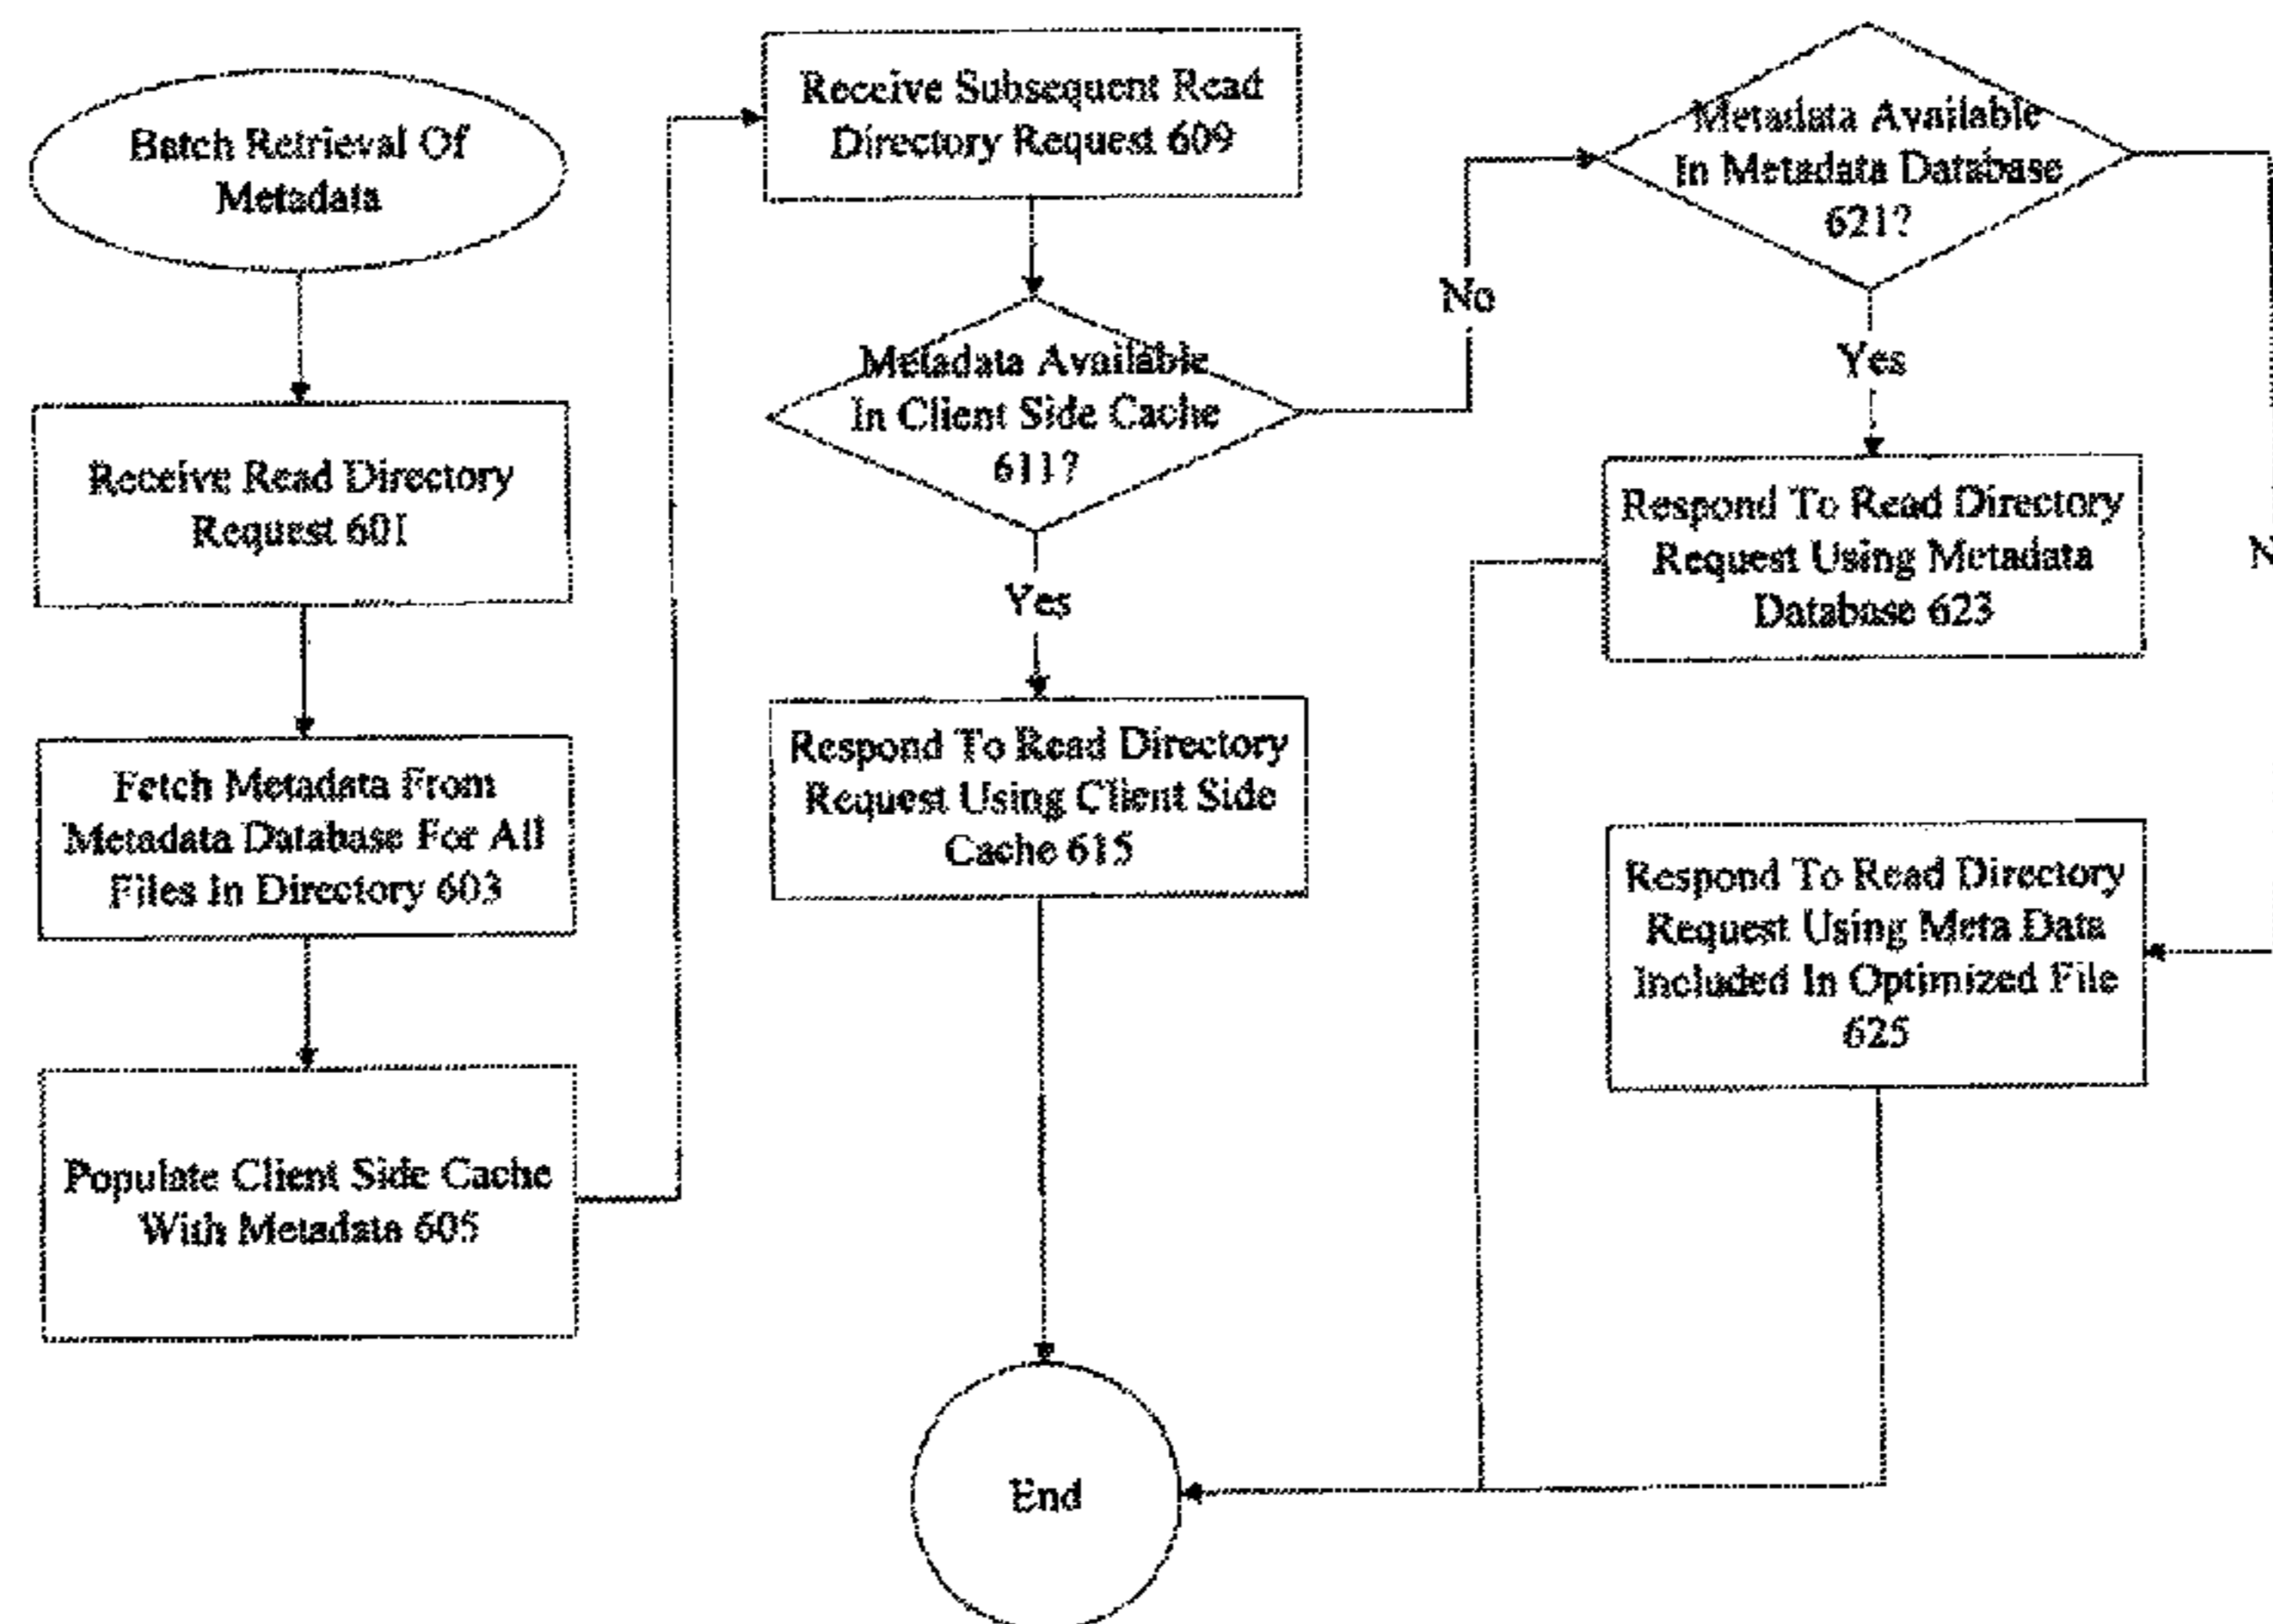 Batch Retrieval Of
Metadata
Receive Read Directory
Request 601
Fetch Metadata From
Metadata Database For All
Files In Directory 603
Populate Client Side Cache
With Metadata 605
Receive Subsequent Read
Directory Request 609
Metadata Available
In Client Side Cache
611?
No
Yes
Respond To Read Directory
Request Using Client Side
Cache 615
End
Metadata Available
In Metadata Database
621?
Yes
Respond To Read Directory
Request Using Metadata
Database 623
N
Respond To Read Directory
Request Using Meta Data
Included In Optimized File
625